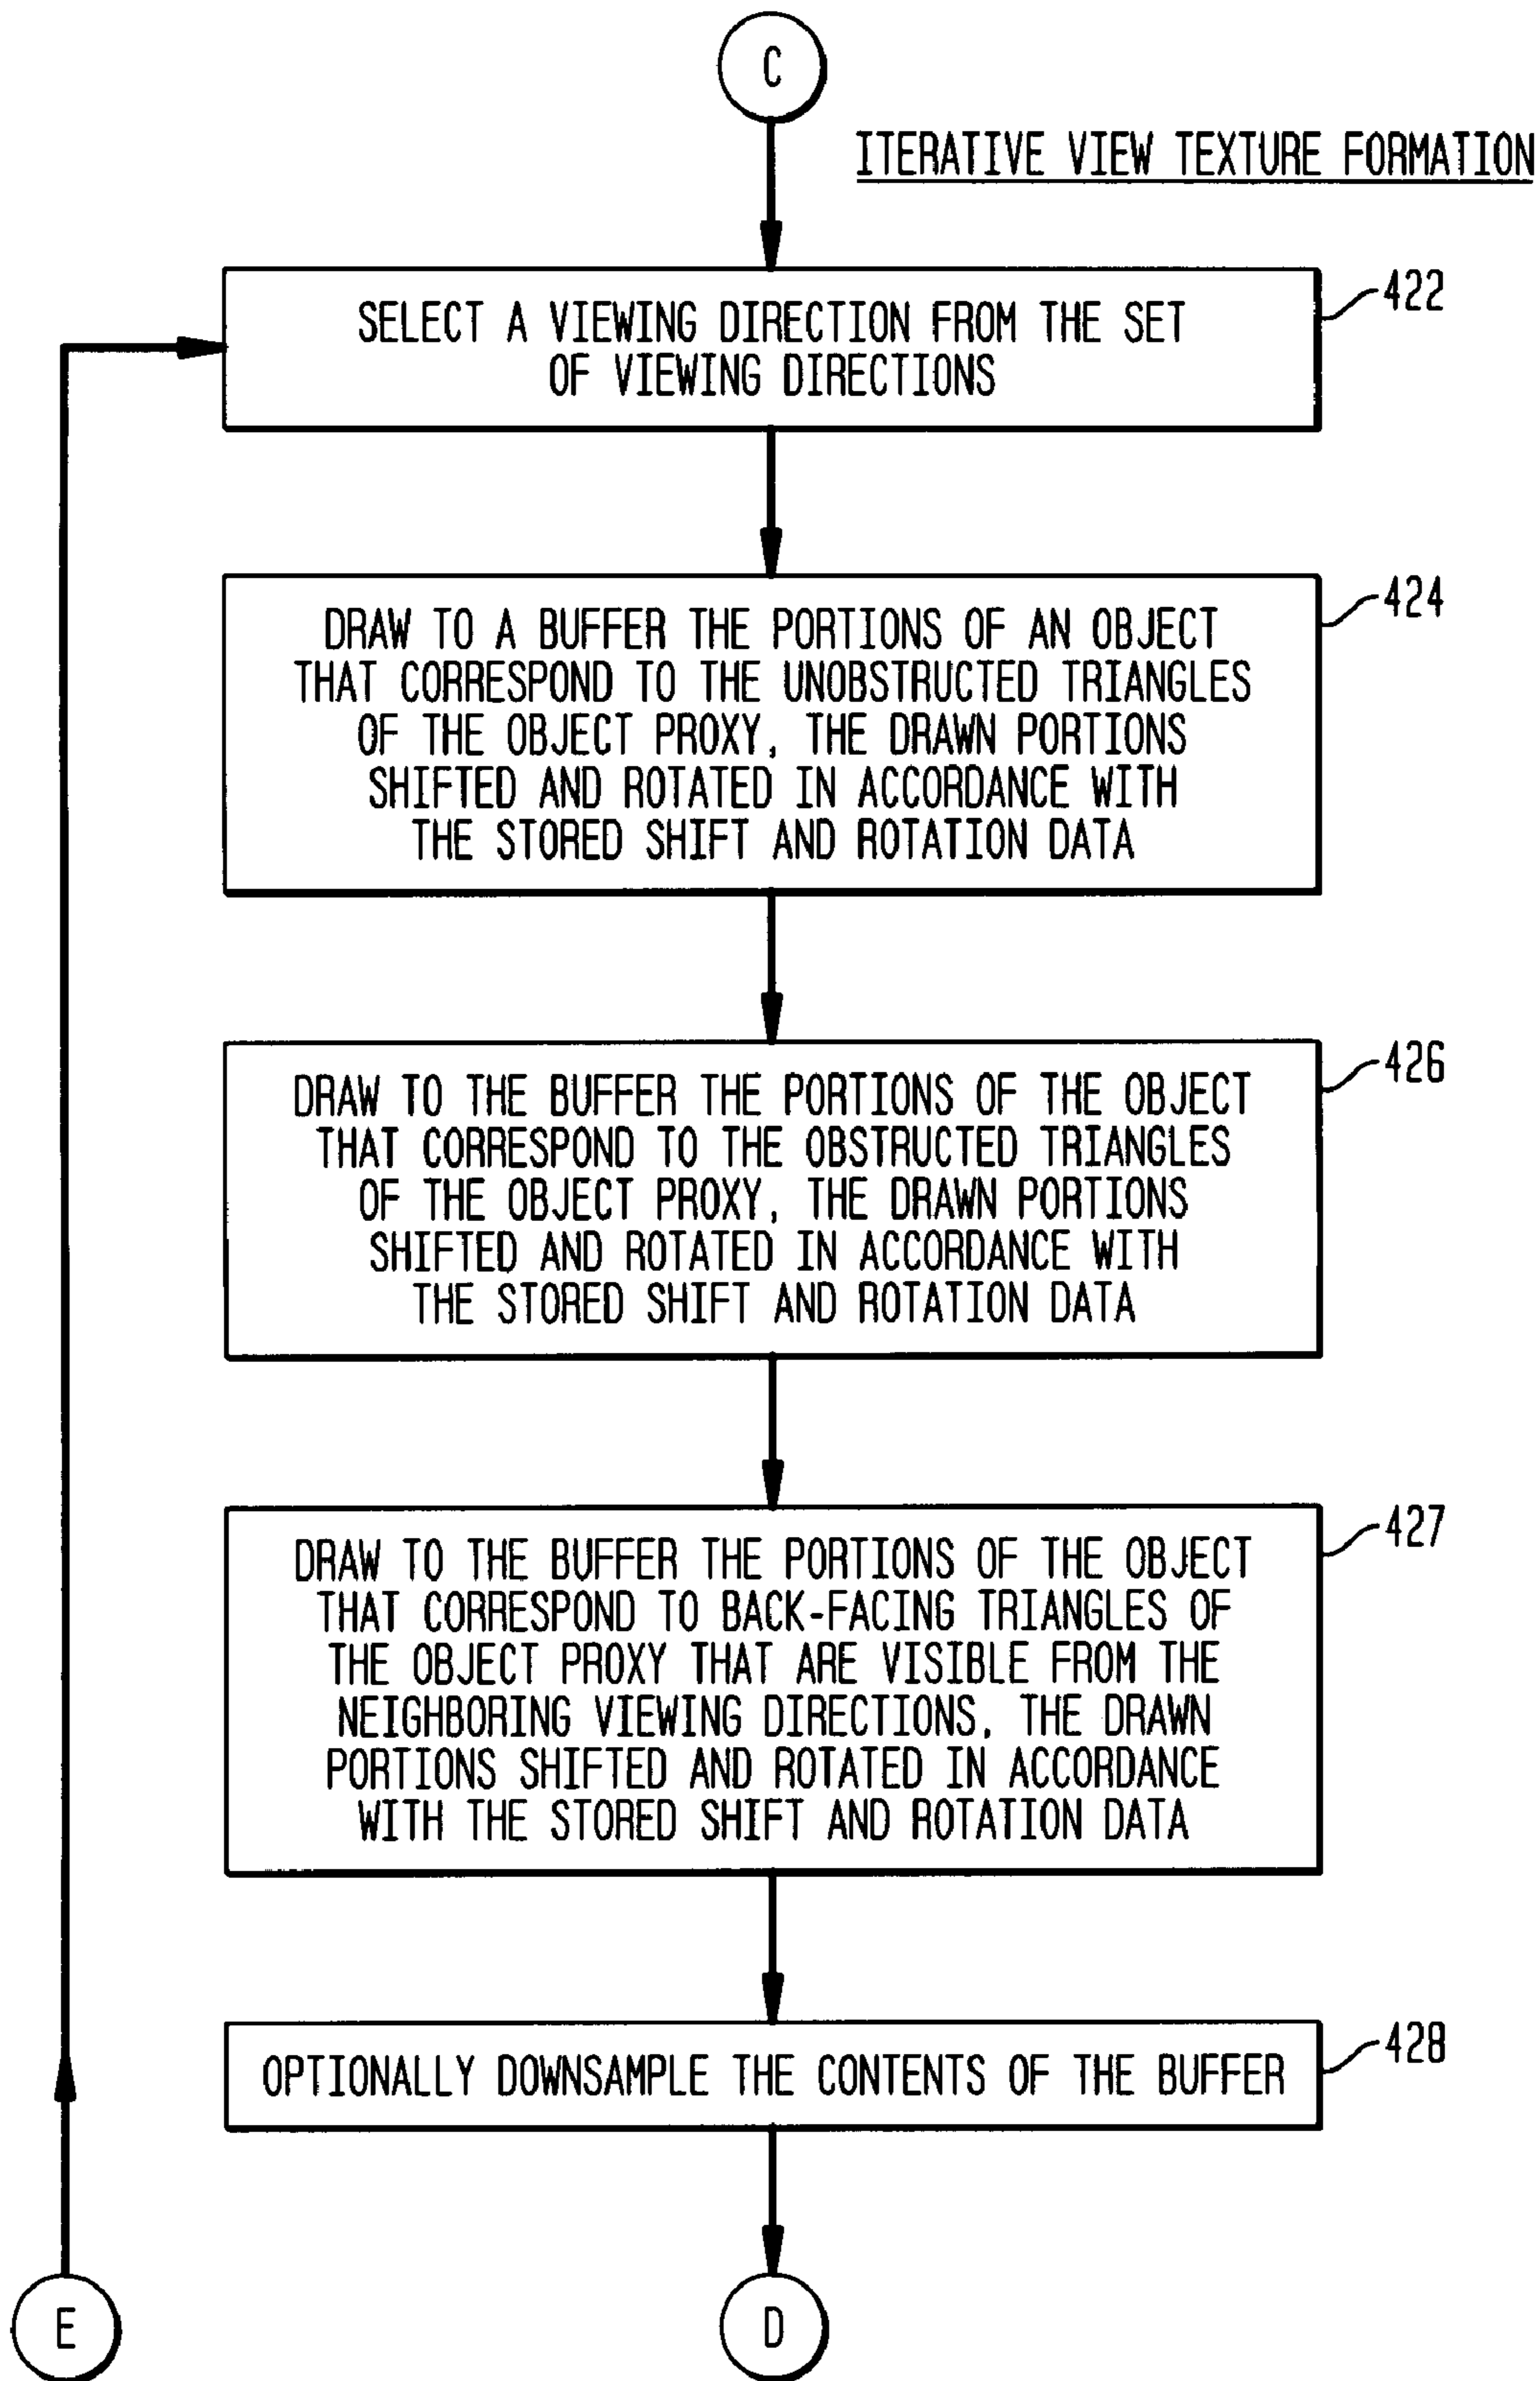 C
ITERATIVE VIEW TEXTURE FORMATION
422
SELECT A VIEWING DIRECTION FROM THE SET
OF VIEWING DIRECTIONS
424
DRAW TO A BUFFER THE PORTIONS OF AN OBJECT
THAT CORRESPOND TO THE UNOBSTRUCTED TRIANGLES
OF THE OBJECT PROXY, THE DRAWN PORTIONS
SHIFTED AND ROTATED IN ACCORDANCE WITH
THE STORED SHIFT AND ROTATION DATA
426
DRAW TO THE BUFFER THE PORTIONS OF THE OBJECT
THAT CORRESPOND TO THE OBSTRUCTED TRIANGLES
OF THE OBJECT PROXY, THE DRAWN PORTIONS
SHIFTED AND ROTATED IN ACCORDANCE WITH
THE STORED SHIFT AND ROTATION DATA
427
DRAW TO THE BUFFER THE PORTIONS OF THE OBJECT
THAT CORRESPOND TO BACK-FACING TRIANGLES OF
THE OBJECT PROXY THAT ARE VISIBLE FROM THE
NEIGHBORING VIEWING DIRECTIONS, THE DRAWN
PORTIONS SHIFTED AND ROTATED IN ACCORDANCE
WITH THE STORED SHIFT AND ROTATION DATA
428
OPTIONALLY DOWNSAMPLE THE CONTENTS OF THE BUFFER
E
D